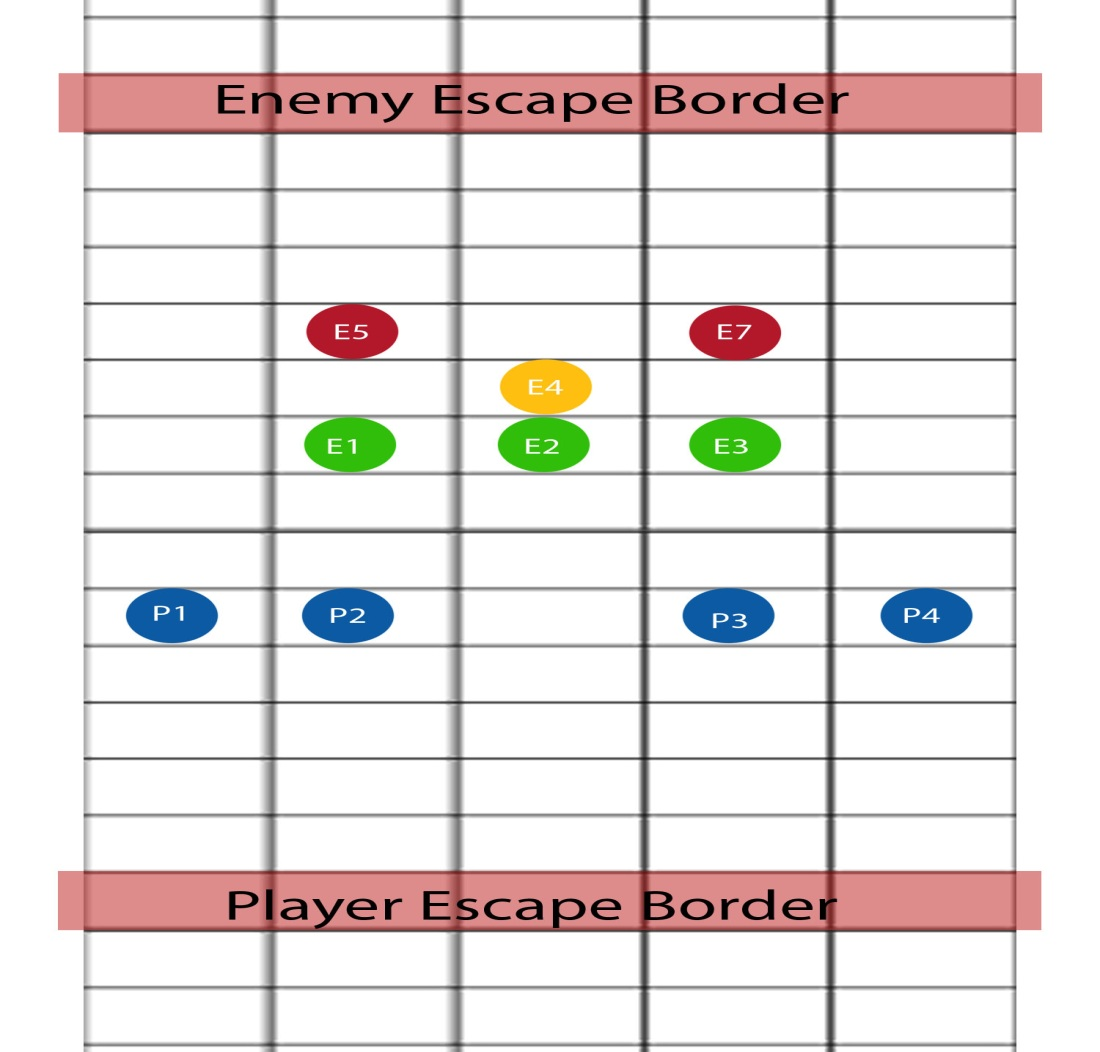 Enemy Escape Border
E5 E7
E4
E1 E2 E3
P1 P2 P3 P4
Player Escape Border